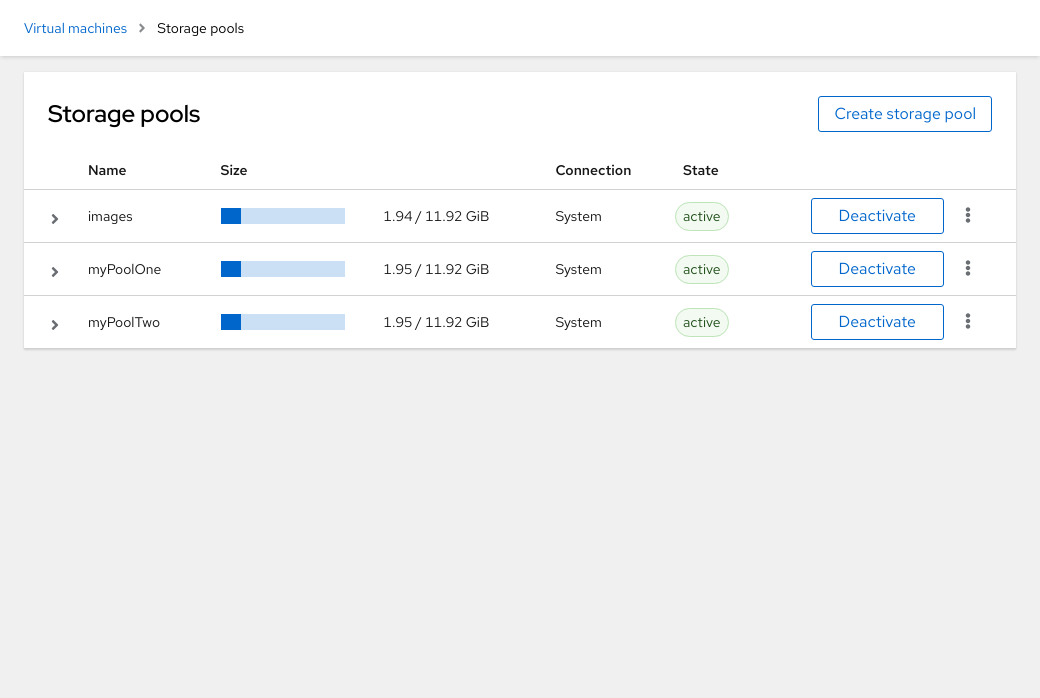 Virtual machines > Storage pools
Storage pools
Create storage pool
Name Size Connection State
images 1.94 / 11.92 GiB System active Deactivate
myPoolOne 1.95 / 11.92 GiB System active Deactivate
myPoolTwo 1.95 / 11.92 GiB System active Deactivate